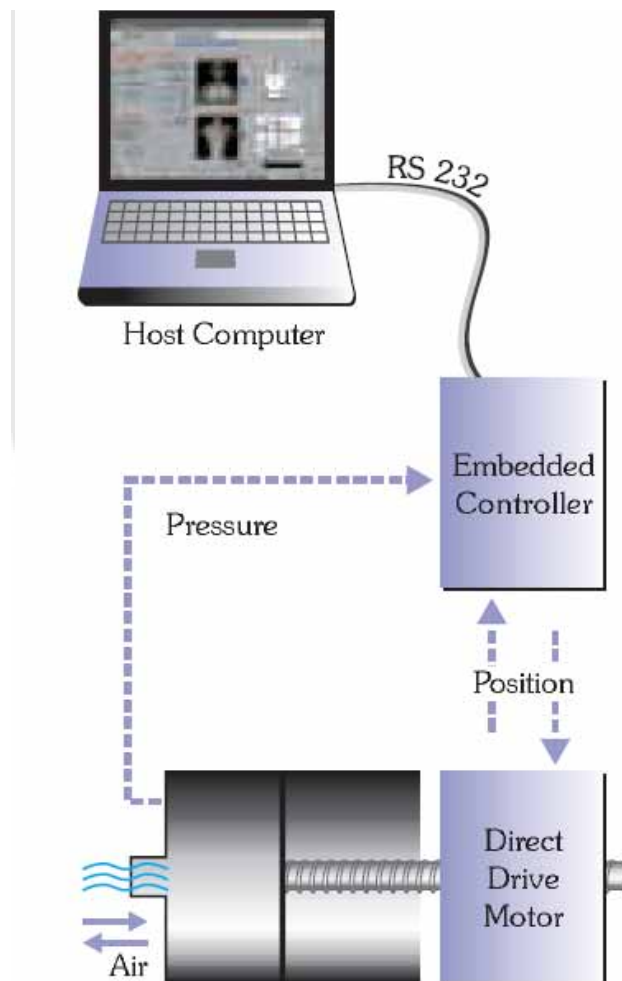 RS 232
Host Computer
Embedded
Controller
Pressure
Position
Direct
Drive
Motor
Air